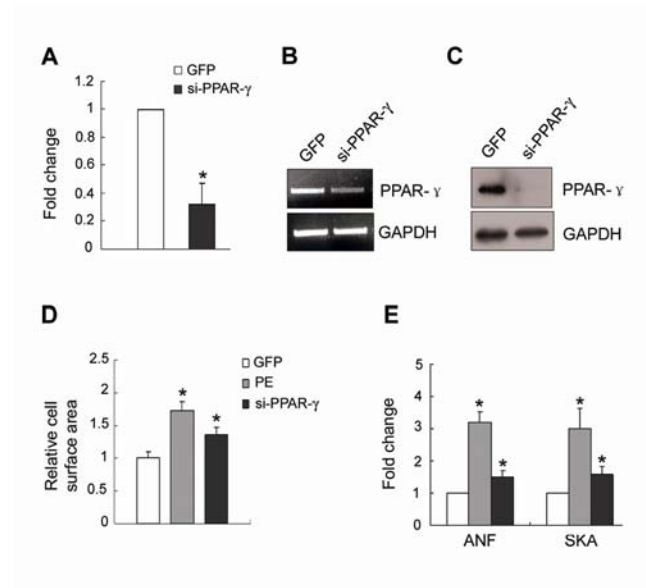 A
GFP
si-PPAR-γ
Fold change
1.2
1
0.8
0.6
0.4
0.2
0
*
B
GFP
si-PPAR-γ
PPAR- γ
GAPDH
C
GFP
si-PPAR-γ
PPAR- γ
GAPDH
D
GFP
PE
si-PPAR-γ
Relative cell
surface area
2.5
2
1.5
1
0.5
0
*
*
E
Fold change
5
4
3
2
1
0
*
*
*
*
ANF
SKA